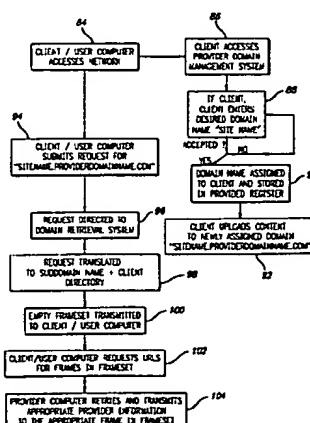 84
CLIENT / USER COMPUTER
ACCESSES NETWORK
86
CLIENT ACCESSES
PROVIDER DOMAIN
MANAGEMENT SYSTEM
88
IF CLIENT,
CLIENT ENTERS
DESIRED DOMAIN
NAME "SITE NAME"
ACCEPTED ?
NO
YES
DOMAIN NAME ASSIGNED
TO CLIENT AND STORED
IN PROVIDED REGISTER
CLIENT UPLOADS CONTENT
TO NEWLY ASSIGNED DOMAIN
"SITENAME.PROVIDERDOMAINNAME.COM"
92
94
CLIENT / USER COMPUTER
SUBMITS REQUEST FOR
"SITENAME.PROVIDERDOMAINNAME.COM"
REQUEST DIRECTED TO
DOMAIN RETRIEVAL SYSTEM
96
REQUEST TRANSLATED
TO SUBDOMAIN NAME + CLIENT
DIRECTORY
98
EMPTY FRAMESET TRANSMITTED
TO CLIENT / USER COMPUTER
100
CLIENT/USER COMPUTER REQUESTS URLS
FOR FRAMES IN FRAMESET
102
PROVIDER COMPUTER RETRIES AND TRANSMITS
APPROPRIATE PROVIDER INFORMATION
TO THE APPROPRIATE FRAME IN FRAMESET
104